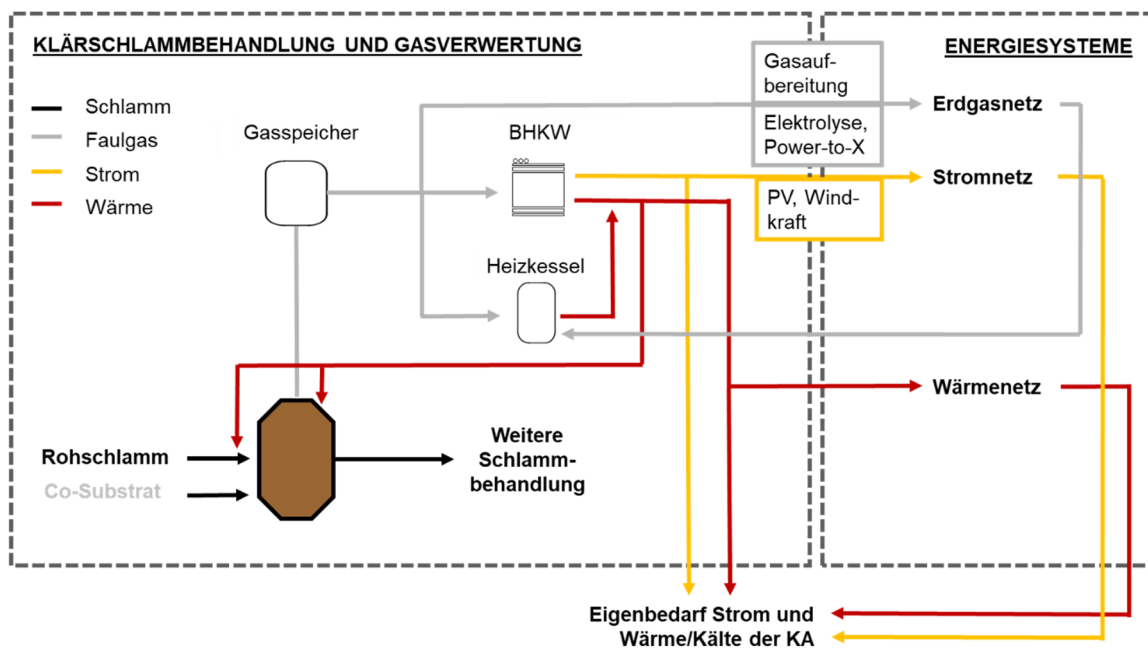 KLÄRSCHLAMMBEHANDLUNG UND GASVERWERTUNG
ENERGIESYSTEME
Schlamm
Faulgas
Strom
Wärme
Gasspeicher
BHKW
Heizkessel
Gasauf-
bereitung
Elektrolyse,
Power-to-X
PV, Wind-
kraft
Erdgasnetz
Stromnetz
Wärmenetz
Rohschlamm
Co-Substrat
Weitere
Schlamm-
behandlung
Eigenbedarf Strom und
Wärme/Kälte der KA